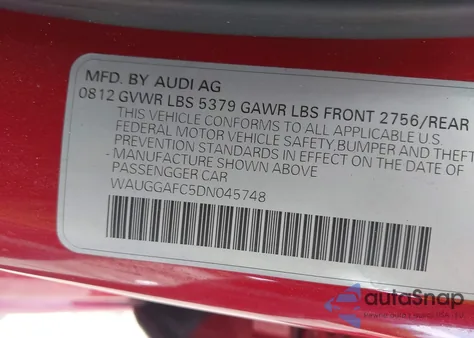 MFD. BY AUDI AG
0812 GVWR LBS 5379 GAWR LBS FRONT 2756/REAR
THIS VEHICLE CONFORMS TO ALL APPLICABLE U.S.
FEDERAL MOTOR VEHICLE SAFETY,BUMPER AND THEFT
PREVENTION STANDARDS IN EFFECT ON THE DATE OF
MANUFACTURE SHOWN ABOVE
PASSENGER CAR
WAUGGAFC5DN045748
autoSnap